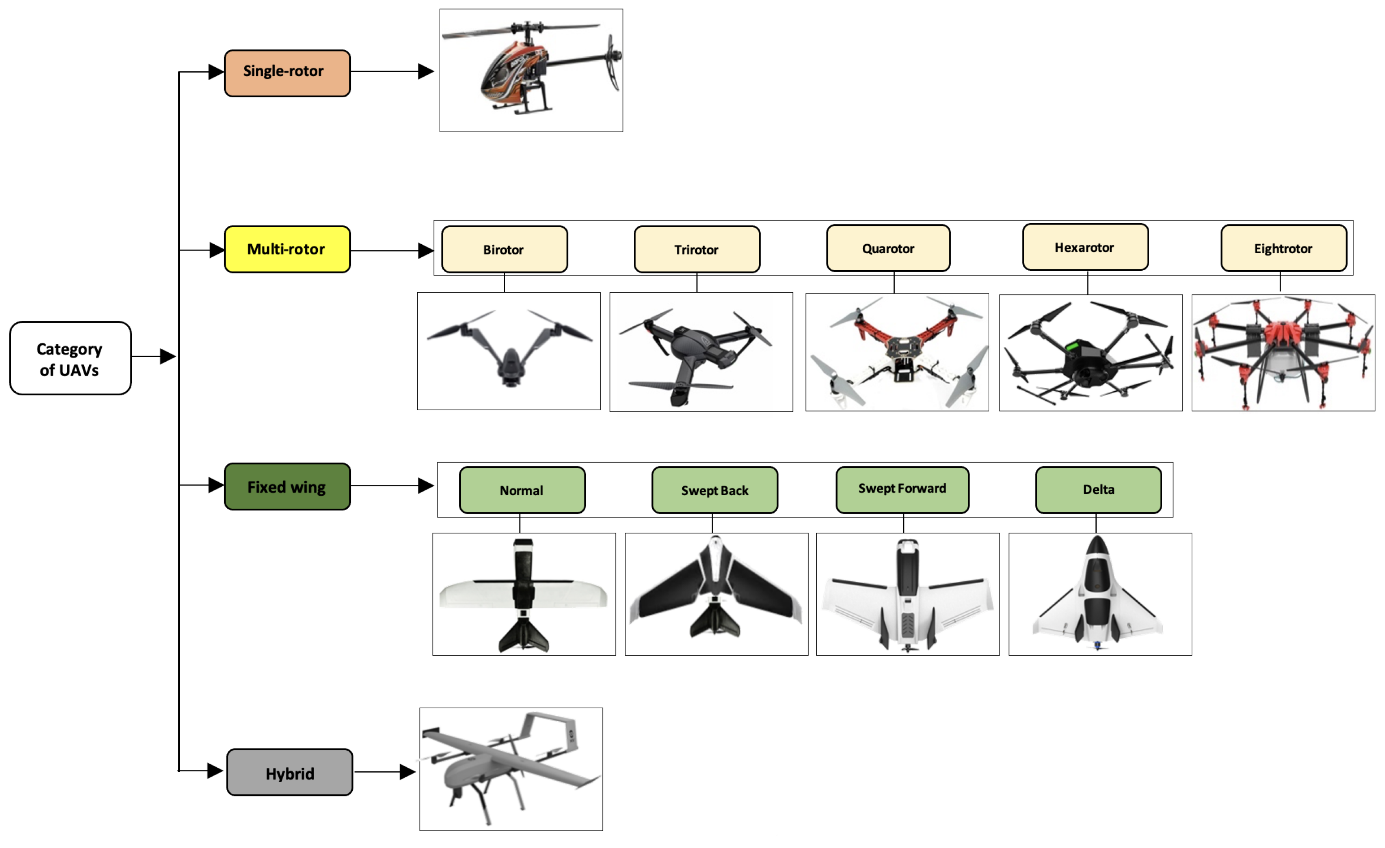 Single-rotor
Multi-rotor
Birotor
Trirotor
Quarotor
Hexarotor
Eightrotor
Category
of UAVs
Fixed wing
Normal
Swept Back
Swept Forward
Delta
Hybrid